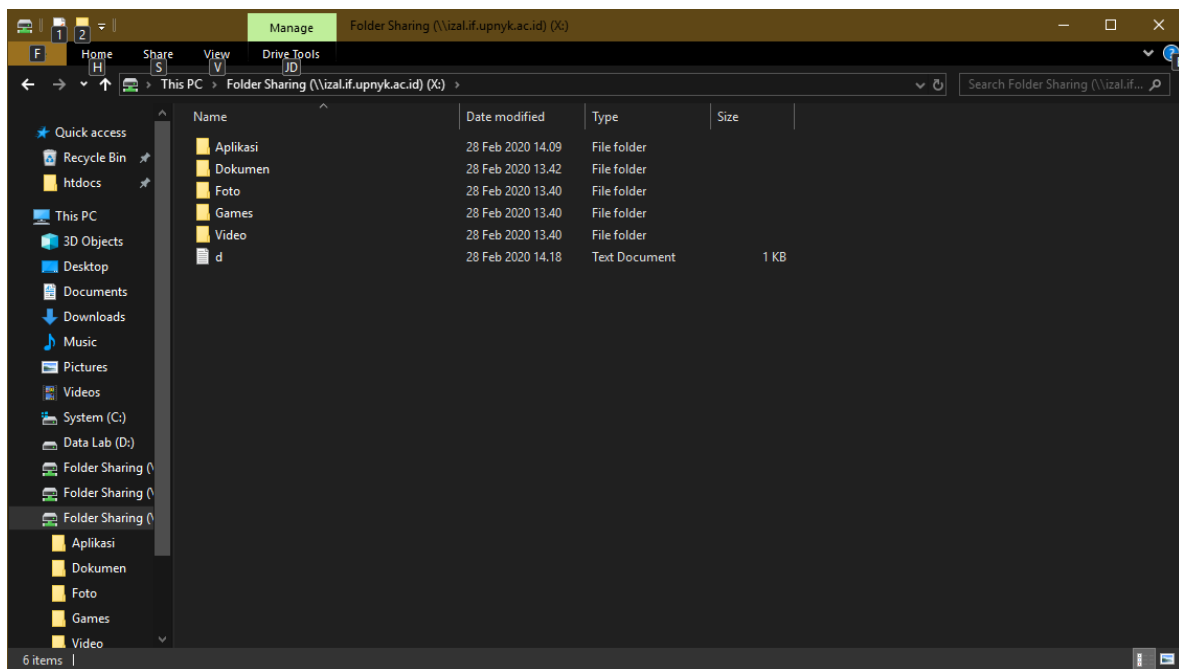 1 2 Manage Folder Sharing (\\izal.if.upnyk.ac.id) (X:)
F Home Share View Drive Tools ?
H S V JD
This PC > Folder Sharing (\\izal.if.upnyk.ac.id) (X:) > Search Folder Sharing (\\izal.if...
Name Date modified Type Size
Quick access
Recycle Bin
htdocs
This PC
3D Objects
Desktop
Documents
Downloads
Music
Pictures
Videos
System (C:)
Data Lab (D:)
Folder Sharing (\
Folder Sharing (\
Folder Sharing (\
Aplikasi
Dokumen
Foto
Games
Video
Aplikasi 28 Feb 2020 14.09 File folder
Dokumen 28 Feb 2020 13.42 File folder
Foto 28 Feb 2020 13.40 File folder
Games 28 Feb 2020 13.40 File folder
Video 28 Feb 2020 13.40 File folder
d 28 Feb 2020 14.18 Text Document 1 KB
6 items